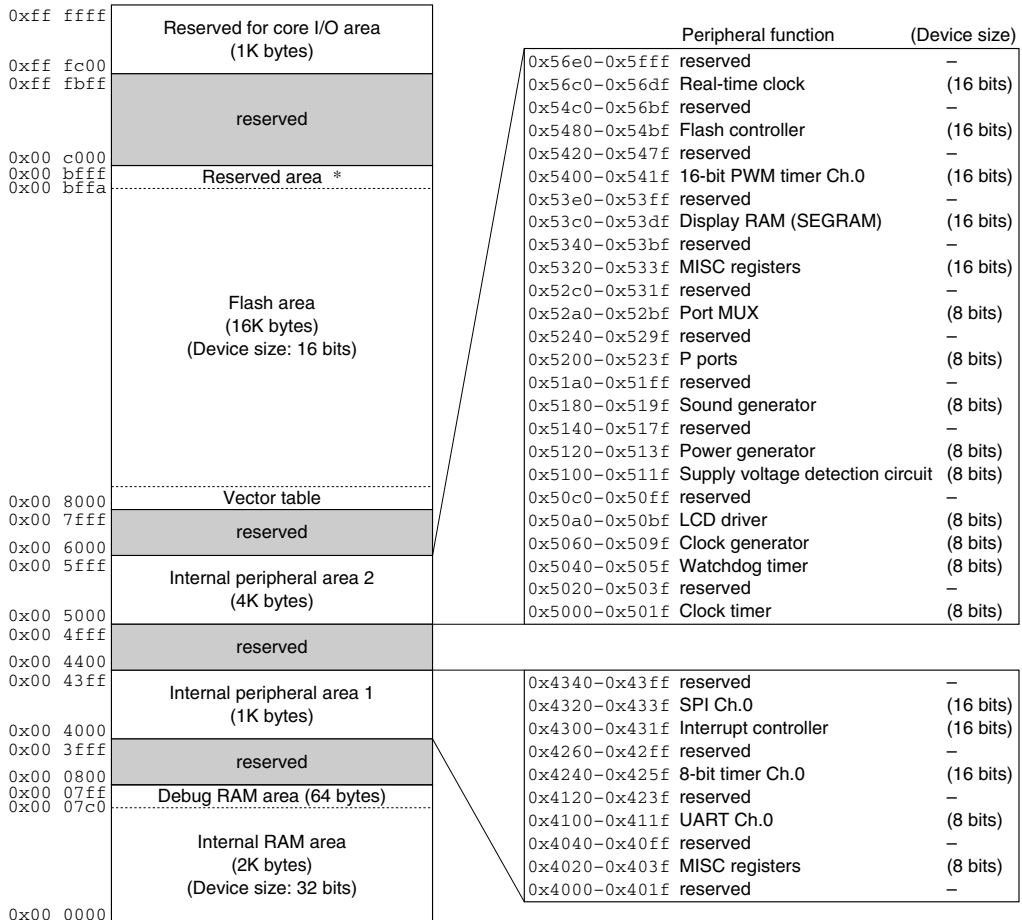 0xff ffff
Reserved for core I/O area
(1K bytes)
0xff fc00
0xff fbff
reserved
0x00 c000
0x00 bfff
Reserved area *
0x00 bffa
Flash area
(16K bytes)
(Device size: 16 bits)
Vector table
0x00 8000
0x00 7fff
reserved
0x00 6000
0x00 5fff
Internal peripheral area 2
(4K bytes)
0x00 5000
0x00 4fff
reserved
0x00 4400
0x00 43ff
Internal peripheral area 1
(1K bytes)
0x00 4000
0x00 3fff
reserved
0x00 0800
0x00 07ff
Debug RAM area (64 bytes)
0x00 07c0
Internal RAM area
(2K bytes)
(Device size: 32 bits)
0x00 0000
Peripheral function (Device size)
0x56e0–0x5fff reserved –
0x56c0–0x56df Real-time clock (16 bits)
0x54c0–0x56bf reserved –
0x5480–0x54bf Flash controller (16 bits)
0x5420–0x547f reserved –
0x5400–0x541f 16-bit PWM timer Ch.0 (16 bits)
0x53e0–0x53ff reserved –
0x53c0–0x53df Display RAM (SEGRAM) (16 bits)
0x5340–0x53bf reserved –
0x5320–0x533f MISC registers (16 bits)
0x52c0–0x531f reserved –
0x52a0–0x52bf Port MUX (8 bits)
0x5240–0x529f reserved –
0x5200–0x523f P ports (8 bits)
0x51a0–0x51ff reserved –
0x5180–0x519f Sound generator (8 bits)
0x5140–0x517f reserved –
0x5120–0x513f Power generator (8 bits)
0x5100–0x511f Supply voltage detection circuit (8 bits)
0x50c0–0x50ff reserved –
0x50a0–0x50bf LCD driver (8 bits)
0x5060–0x509f Clock generator (8 bits)
0x5040–0x505f Watchdog timer (8 bits)
0x5020–0x503f reserved –
0x5000–0x501f Clock timer (8 bits)
0x4340–0x43ff reserved –
0x4320–0x433f SPI Ch.0 (16 bits)
0x4300–0x431f Interrupt controller (16 bits)
0x4260–0x42ff reserved –
0x4240–0x425f 8-bit timer Ch.0 (16 bits)
0x4120–0x423f reserved –
0x4100–0x411f UART Ch.0 (8 bits)
0x4040–0x40ff reserved –
0x4020–0x403f MISC registers (8 bits)
0x4000–0x401f reserved –